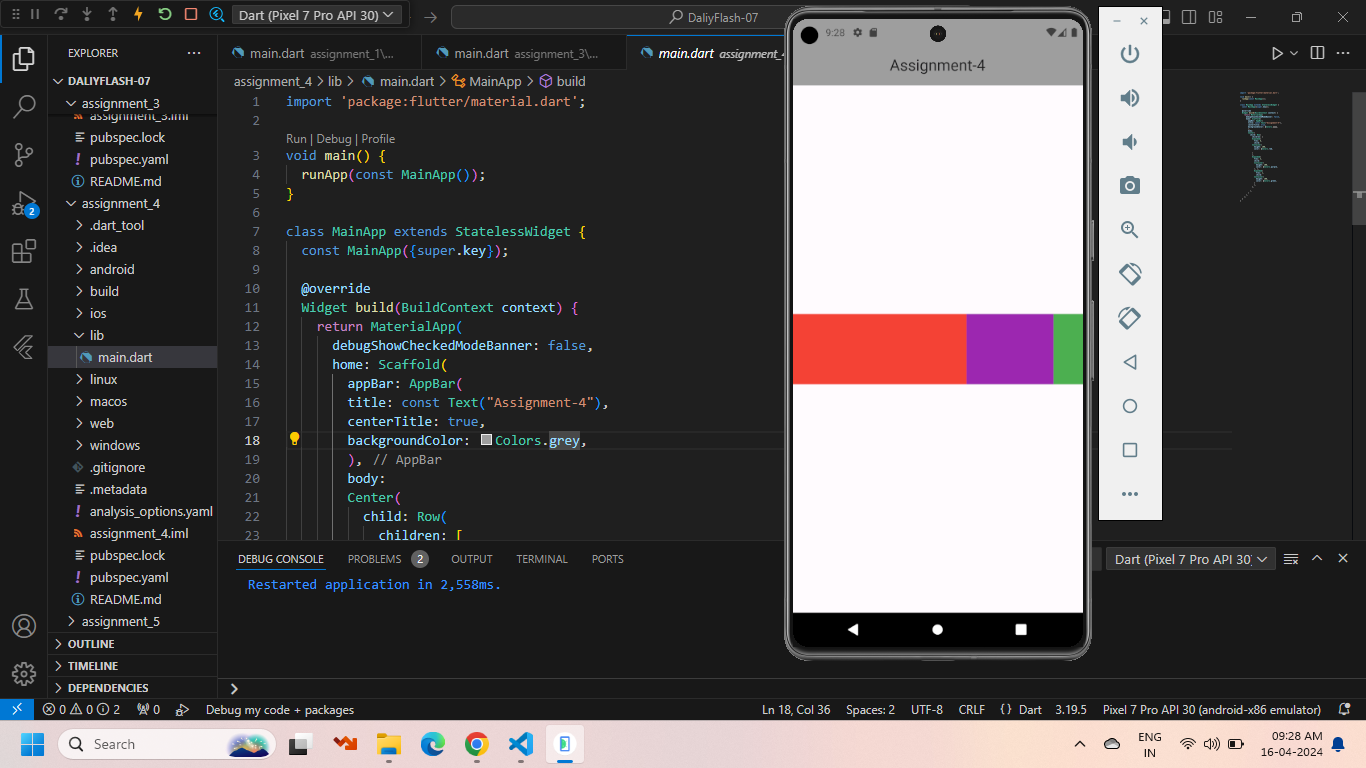 Dart (Pixel 7 Pro API 30)
DaliyFlash-07
EXPLORER
DALIYFLASH-07
assignment_3
assignment_3.iml
pubspec.lock
pubspec.yaml
README.md
assignment_4
.dart_tool
.idea
android
build
ios
lib
main.dart
linux
macos
web
windows
.gitignore
.metadata
analysis_options.yaml
assignment_4.iml
pubspec.lock
pubspec.yaml
README.md
assignment_5
OUTLINE
TIMELINE
DEPENDENCIES
2
main.dart assignment_1\...
main.dart assignment_3\...
main.dart assignment_4
assignment_4 > lib > main.dart > MainApp > build
1 import 'package:flutter/material.dart';
2
Run | Debug | Profile
3 void main() {
4 runApp(const MainApp());
5 }
6
7 class MainApp extends StatelessWidget {
8 const MainApp({super.key});
9
10 @override
11 Widget build(BuildContext context) {
12 return MaterialApp(
13 debugShowCheckedModeBanner: false,
14 home: Scaffold(
15 appBar: AppBar(
16 title: const Text("Assignment-4"),
17 centerTitle: true,
18 backgroundColor: Colors.grey,
19 ), // AppBar
20 body:
21 Center(
22 child: Row(
23 children: [
9:28
Assignment-4
DEBUG CONSOLE PROBLEMS 2 OUTPUT TERMINAL PORTS
Dart (Pixel 7 Pro API 30)
Restarted application in 2,558ms.
0 0 2 0 Debug my code + packages
Ln 18, Col 36 Spaces: 2 UTF-8 CRLF {} Dart 3.19.5 Pixel 7 Pro API 30 (android-x86 emulator)
Search
ENG
IN
09:28 AM
16-04-2024